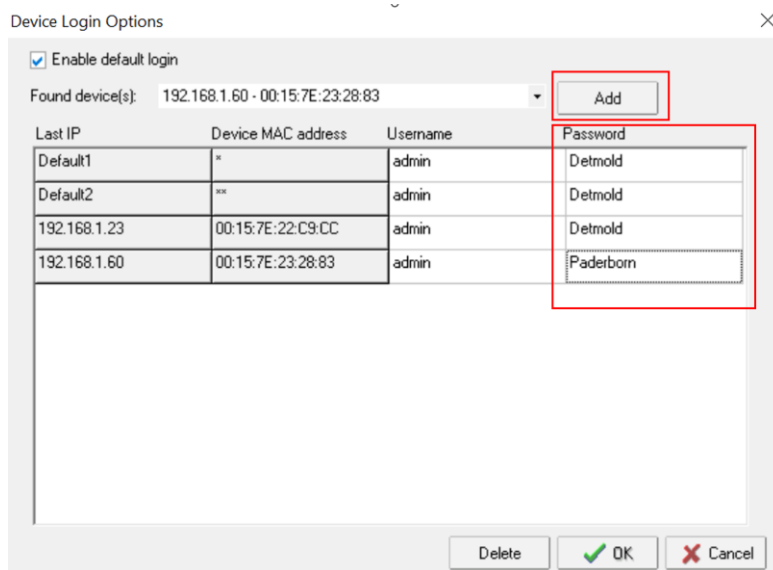 Device Login Options
Enable default login
Found device(s): 192.168.1.60 - 00:15:7E:23:28:83 Add
Last IP Device MAC address Username Password
Default1 * admin Detmold
Default2 ** admin Detmold
192.168.1.23 00:15:7E:22:C9:CC admin Detmold
192.168.1.60 00:15:7E:23:28:83 admin Paderborn
Delete OK Cancel